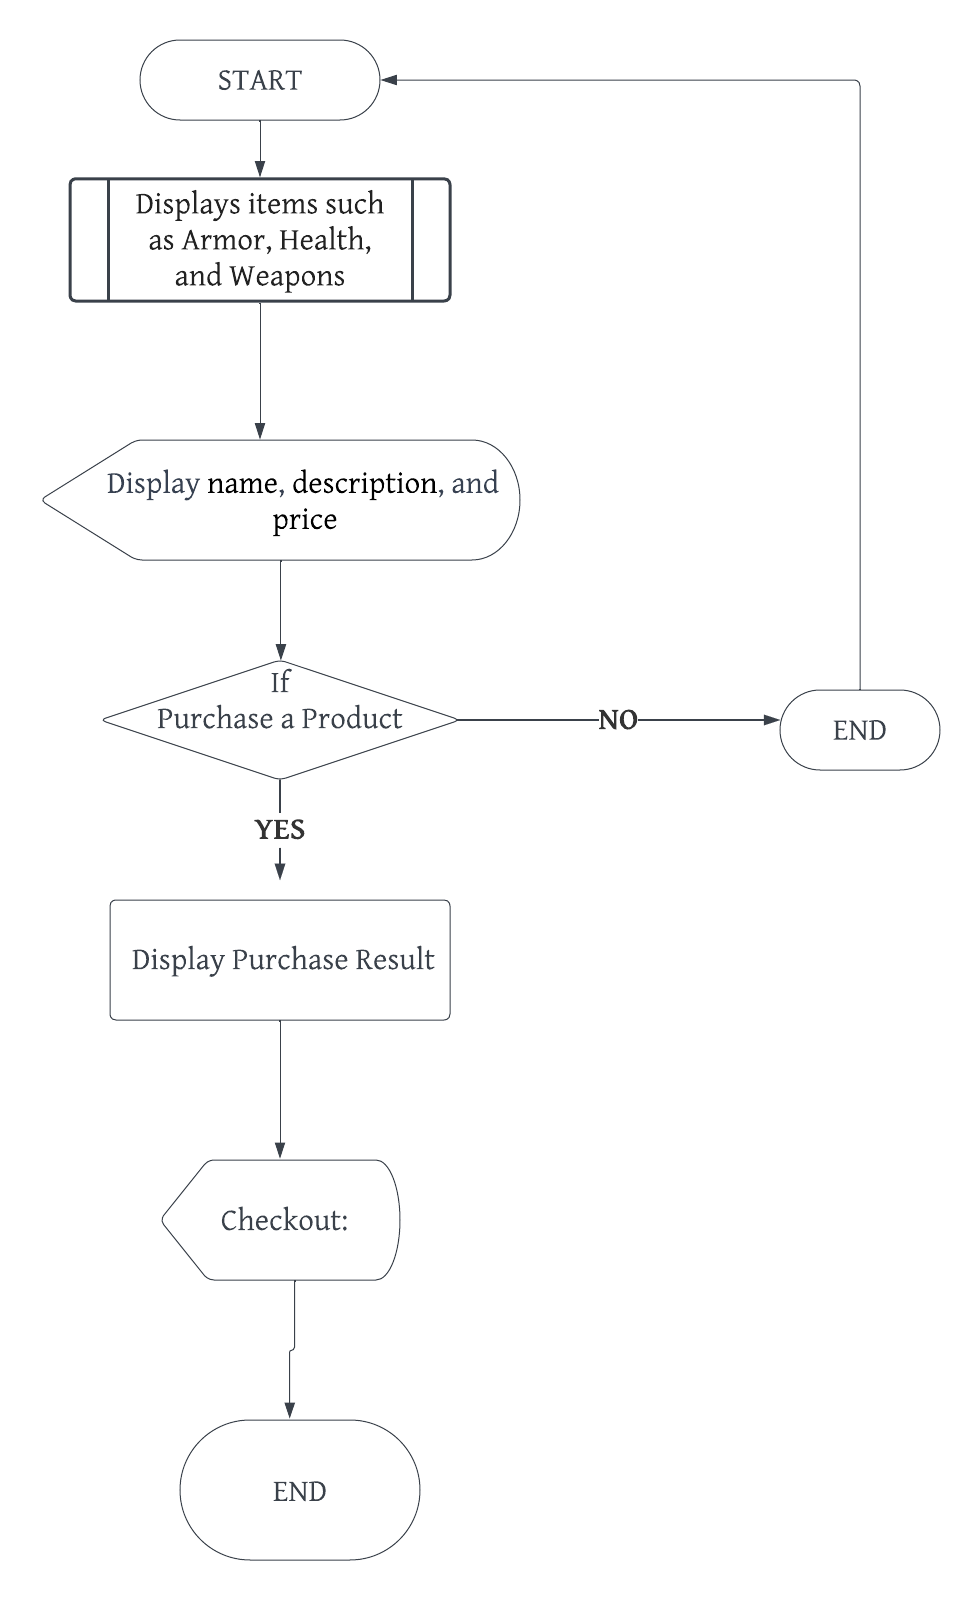 START
Displays items such
as Armor, Health,
and Weapons
Display name, description, and
price
If
Purchase a Product
NO
END
YES
Display Purchase Result
Checkout:
END